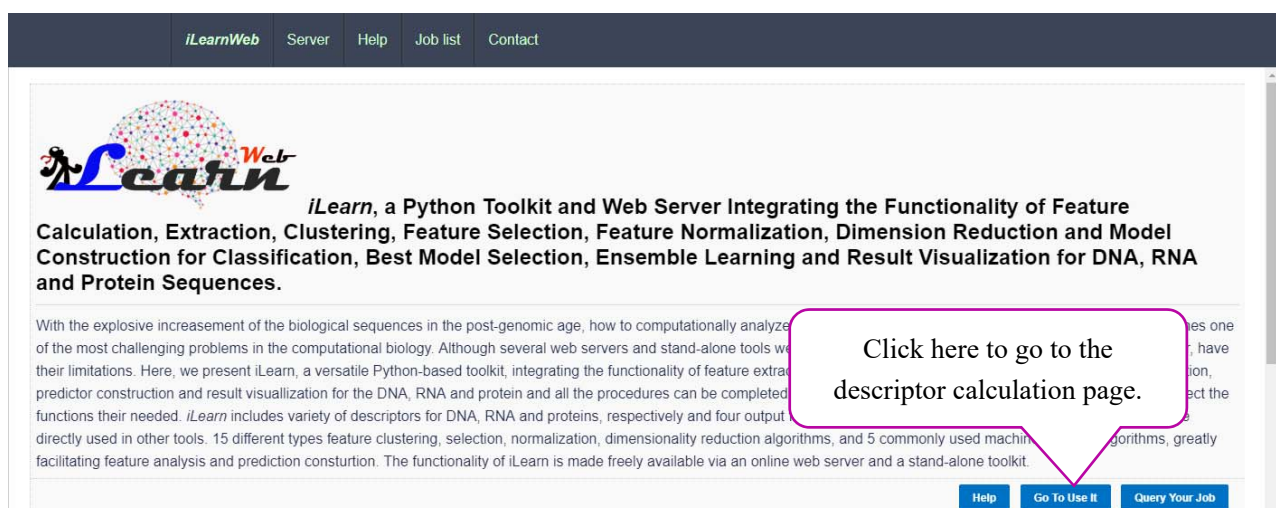 iLearnWeb Server Help Job list Contact
iLearn Web
iLearn, a Python Toolkit and Web Server Integrating the Functionality of Feature
Calculation, Extraction, Clustering, Feature Selection, Feature Normalization, Dimension Reduction and Model
Construction for Classification, Best Model Selection, Ensemble Learning and Result Visualization for DNA, RNA
and Protein Sequences.
With the explosive increasement of the biological sequences in the post-genomic age, how to computationally analyze one
of the most challenging problems in the computational biology. Although several web servers and stand-alone tools , have
their limitations. Here, we present iLearn, a versatile Python-based toolkit, integrating the functionality of feature
predictor construction and result visuallization for the DNA, RNA and protein and all the procedures can be completed the
functions their needed. iLearn includes variety of descriptors for DNA, RNA and proteins, respectively and four output
directly used in other tools. 15 different types feature clustering, selection, normalization, dimensionality reduction algorithms, and 5 commonly used greatly
facilitating feature analysis and prediction consturtion. The functionality of iLearn is made freely available via an online web server and a stand-alone toolkit.
Click here to go to the
descriptor calculation page.
Help Go To Use It Query Your Job